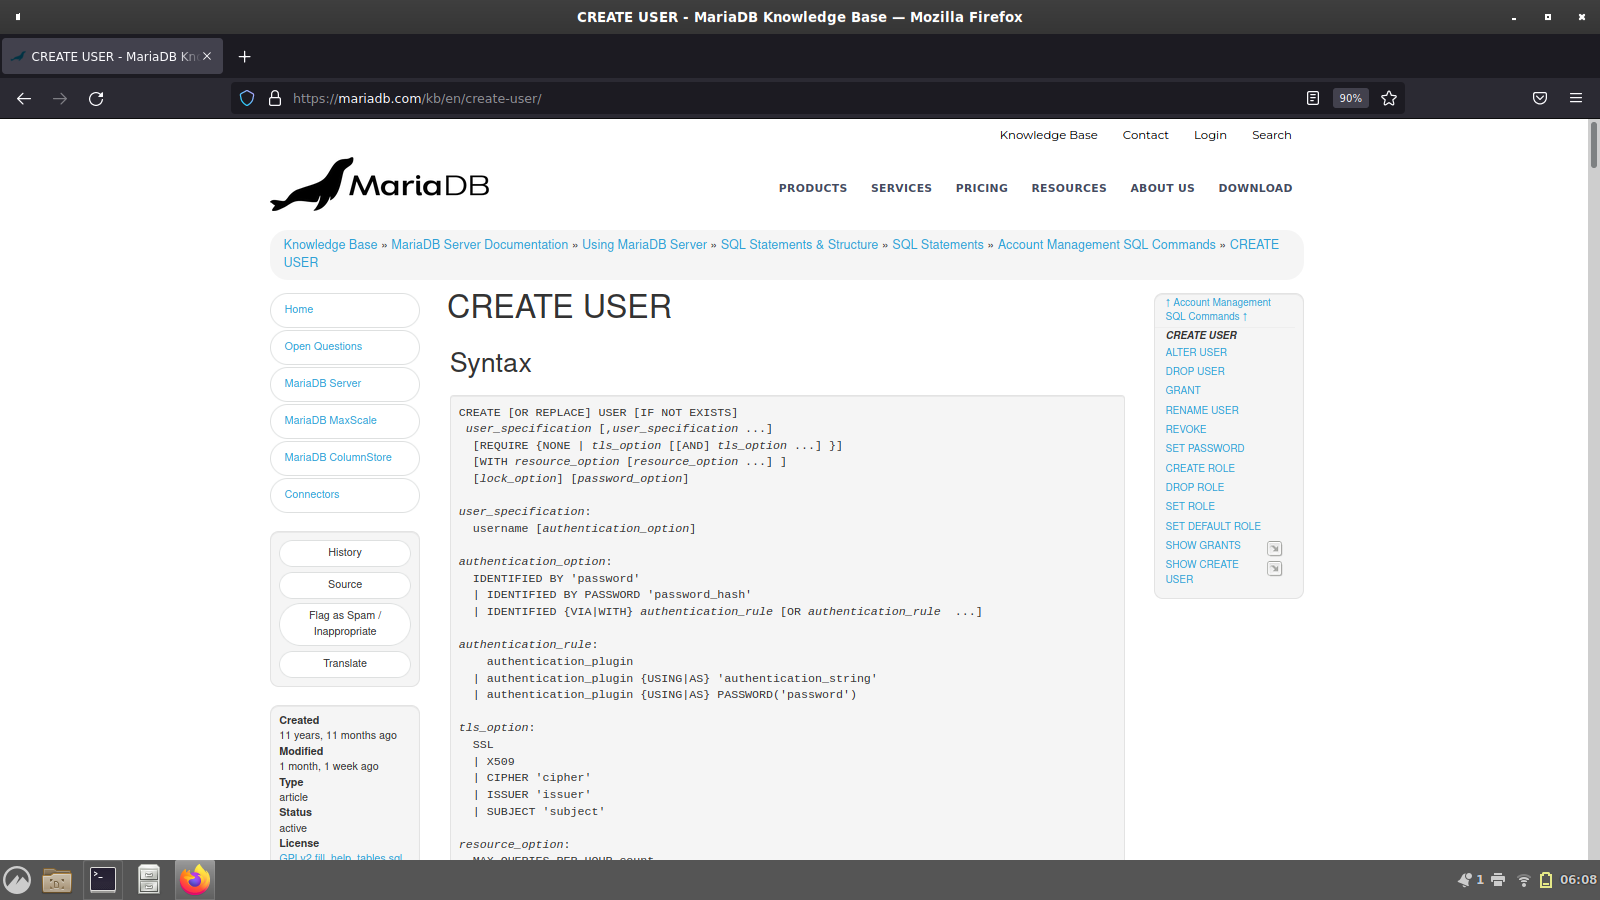 CREATE USER - MariaDB Knowledge Base — Mozilla Firefox
CREATE USER - MariaDB Kno
https://mariadb.com/kb/en/create-user/
90%
Knowledge Base Contact Login Search
MariaDB
PRODUCTS SERVICES PRICING RESOURCES ABOUT US DOWNLOAD
Knowledge Base » MariaDB Server Documentation » Using MariaDB Server » SQL Statements & Structure » SQL Statements » Account Management SQL Commands » CREATE
USER
Home
Open Questions
MariaDB Server
MariaDB MaxScale
MariaDB ColumnStore
Connectors
History
Source
Flag as Spam /
Inappropriate
Translate
Created
11 years, 11 months ago
Modified
1 month, 1 week ago
Type
article
Status
active
License
GPLv2 fill_help_tables.sql
CREATE USER
Syntax
CREATE [OR REPLACE] USER [IF NOT EXISTS]
user_specification [,user_specification ...]
[REQUIRE {NONE | tls_option [[AND] tls_option ...] }]
[WITH resource_option [resource_option ...] ]
[lock_option] [password_option]
user_specification:
username [authentication_option]
authentication_option:
IDENTIFIED BY 'password'
| IDENTIFIED BY PASSWORD 'password_hash'
| IDENTIFIED {VIA|WITH} authentication_rule [OR authentication_rule  ...]
authentication_rule:
authentication_plugin
| authentication_plugin {USING|AS} 'authentication_string'
| authentication_plugin {USING|AS} PASSWORD('password')
tls_option:
SSL
| X509
| CIPHER 'cipher'
| ISSUER 'issuer'
| SUBJECT 'subject'
resource_option:
MAX_QUERIES_PER_HOUR count
↑ Account Management
SQL Commands ↑
CREATE USER
ALTER USER
DROP USER
GRANT
RENAME USER
REVOKE
SET PASSWORD
CREATE ROLE
DROP ROLE
SET ROLE
SET DEFAULT ROLE
SHOW GRANTS
SHOW CREATE
USER
1
06:08